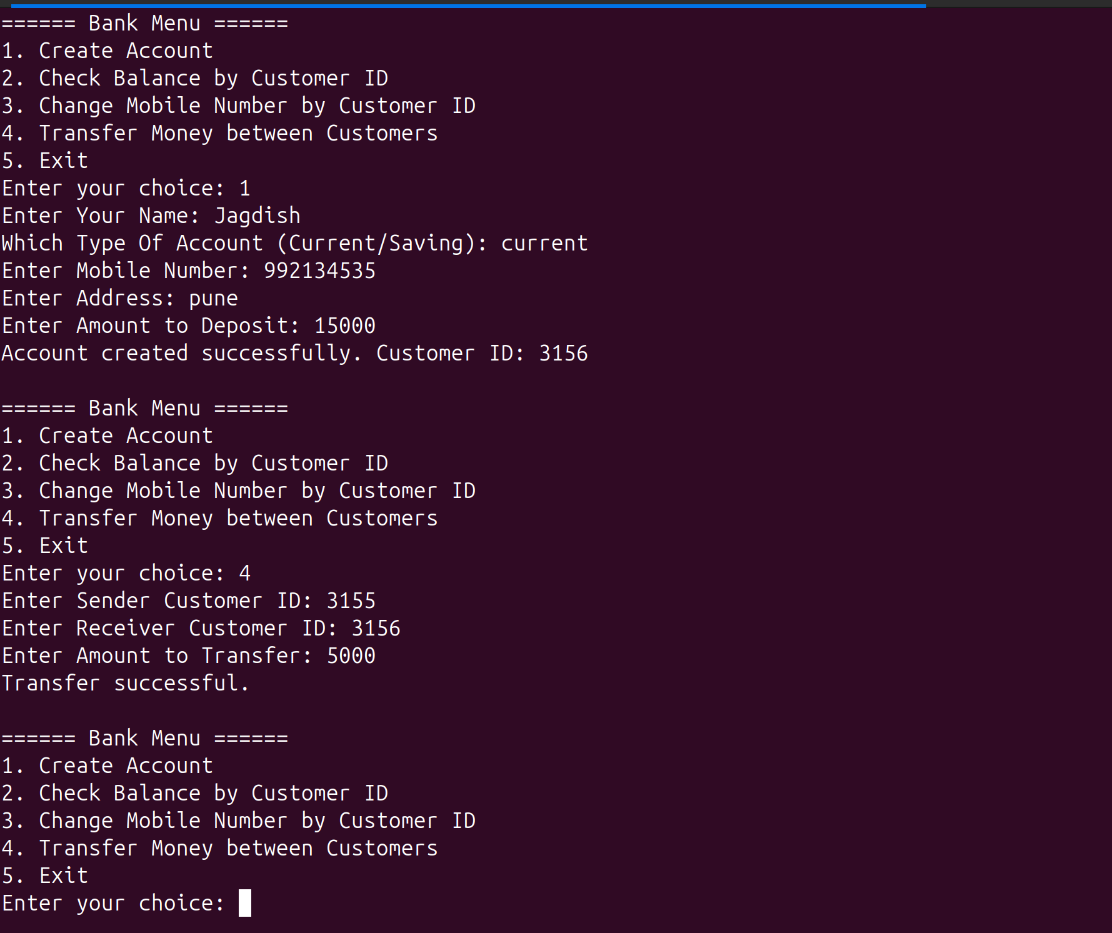 ====== Bank Menu ======
1. Create Account
2. Check Balance by Customer ID
3. Change Mobile Number by Customer ID
4. Transfer Money between Customers
5. Exit
Enter your choice: 1
Enter Your Name: Jagdish
Which Type Of Account (Current/Saving): current
Enter Mobile Number: 992134535
Enter Address: pune
Enter Amount to Deposit: 15000
Account created successfully. Customer ID: 3156

====== Bank Menu ======
1. Create Account
2. Check Balance by Customer ID
3. Change Mobile Number by Customer ID
4. Transfer Money between Customers
5. Exit
Enter your choice: 4
Enter Sender Customer ID: 3155
Enter Receiver Customer ID: 3156
Enter Amount to Transfer: 5000
Transfer successful.

====== Bank Menu ======
1. Create Account
2. Check Balance by Customer ID
3. Change Mobile Number by Customer ID
4. Transfer Money between Customers
5. Exit
Enter your choice: